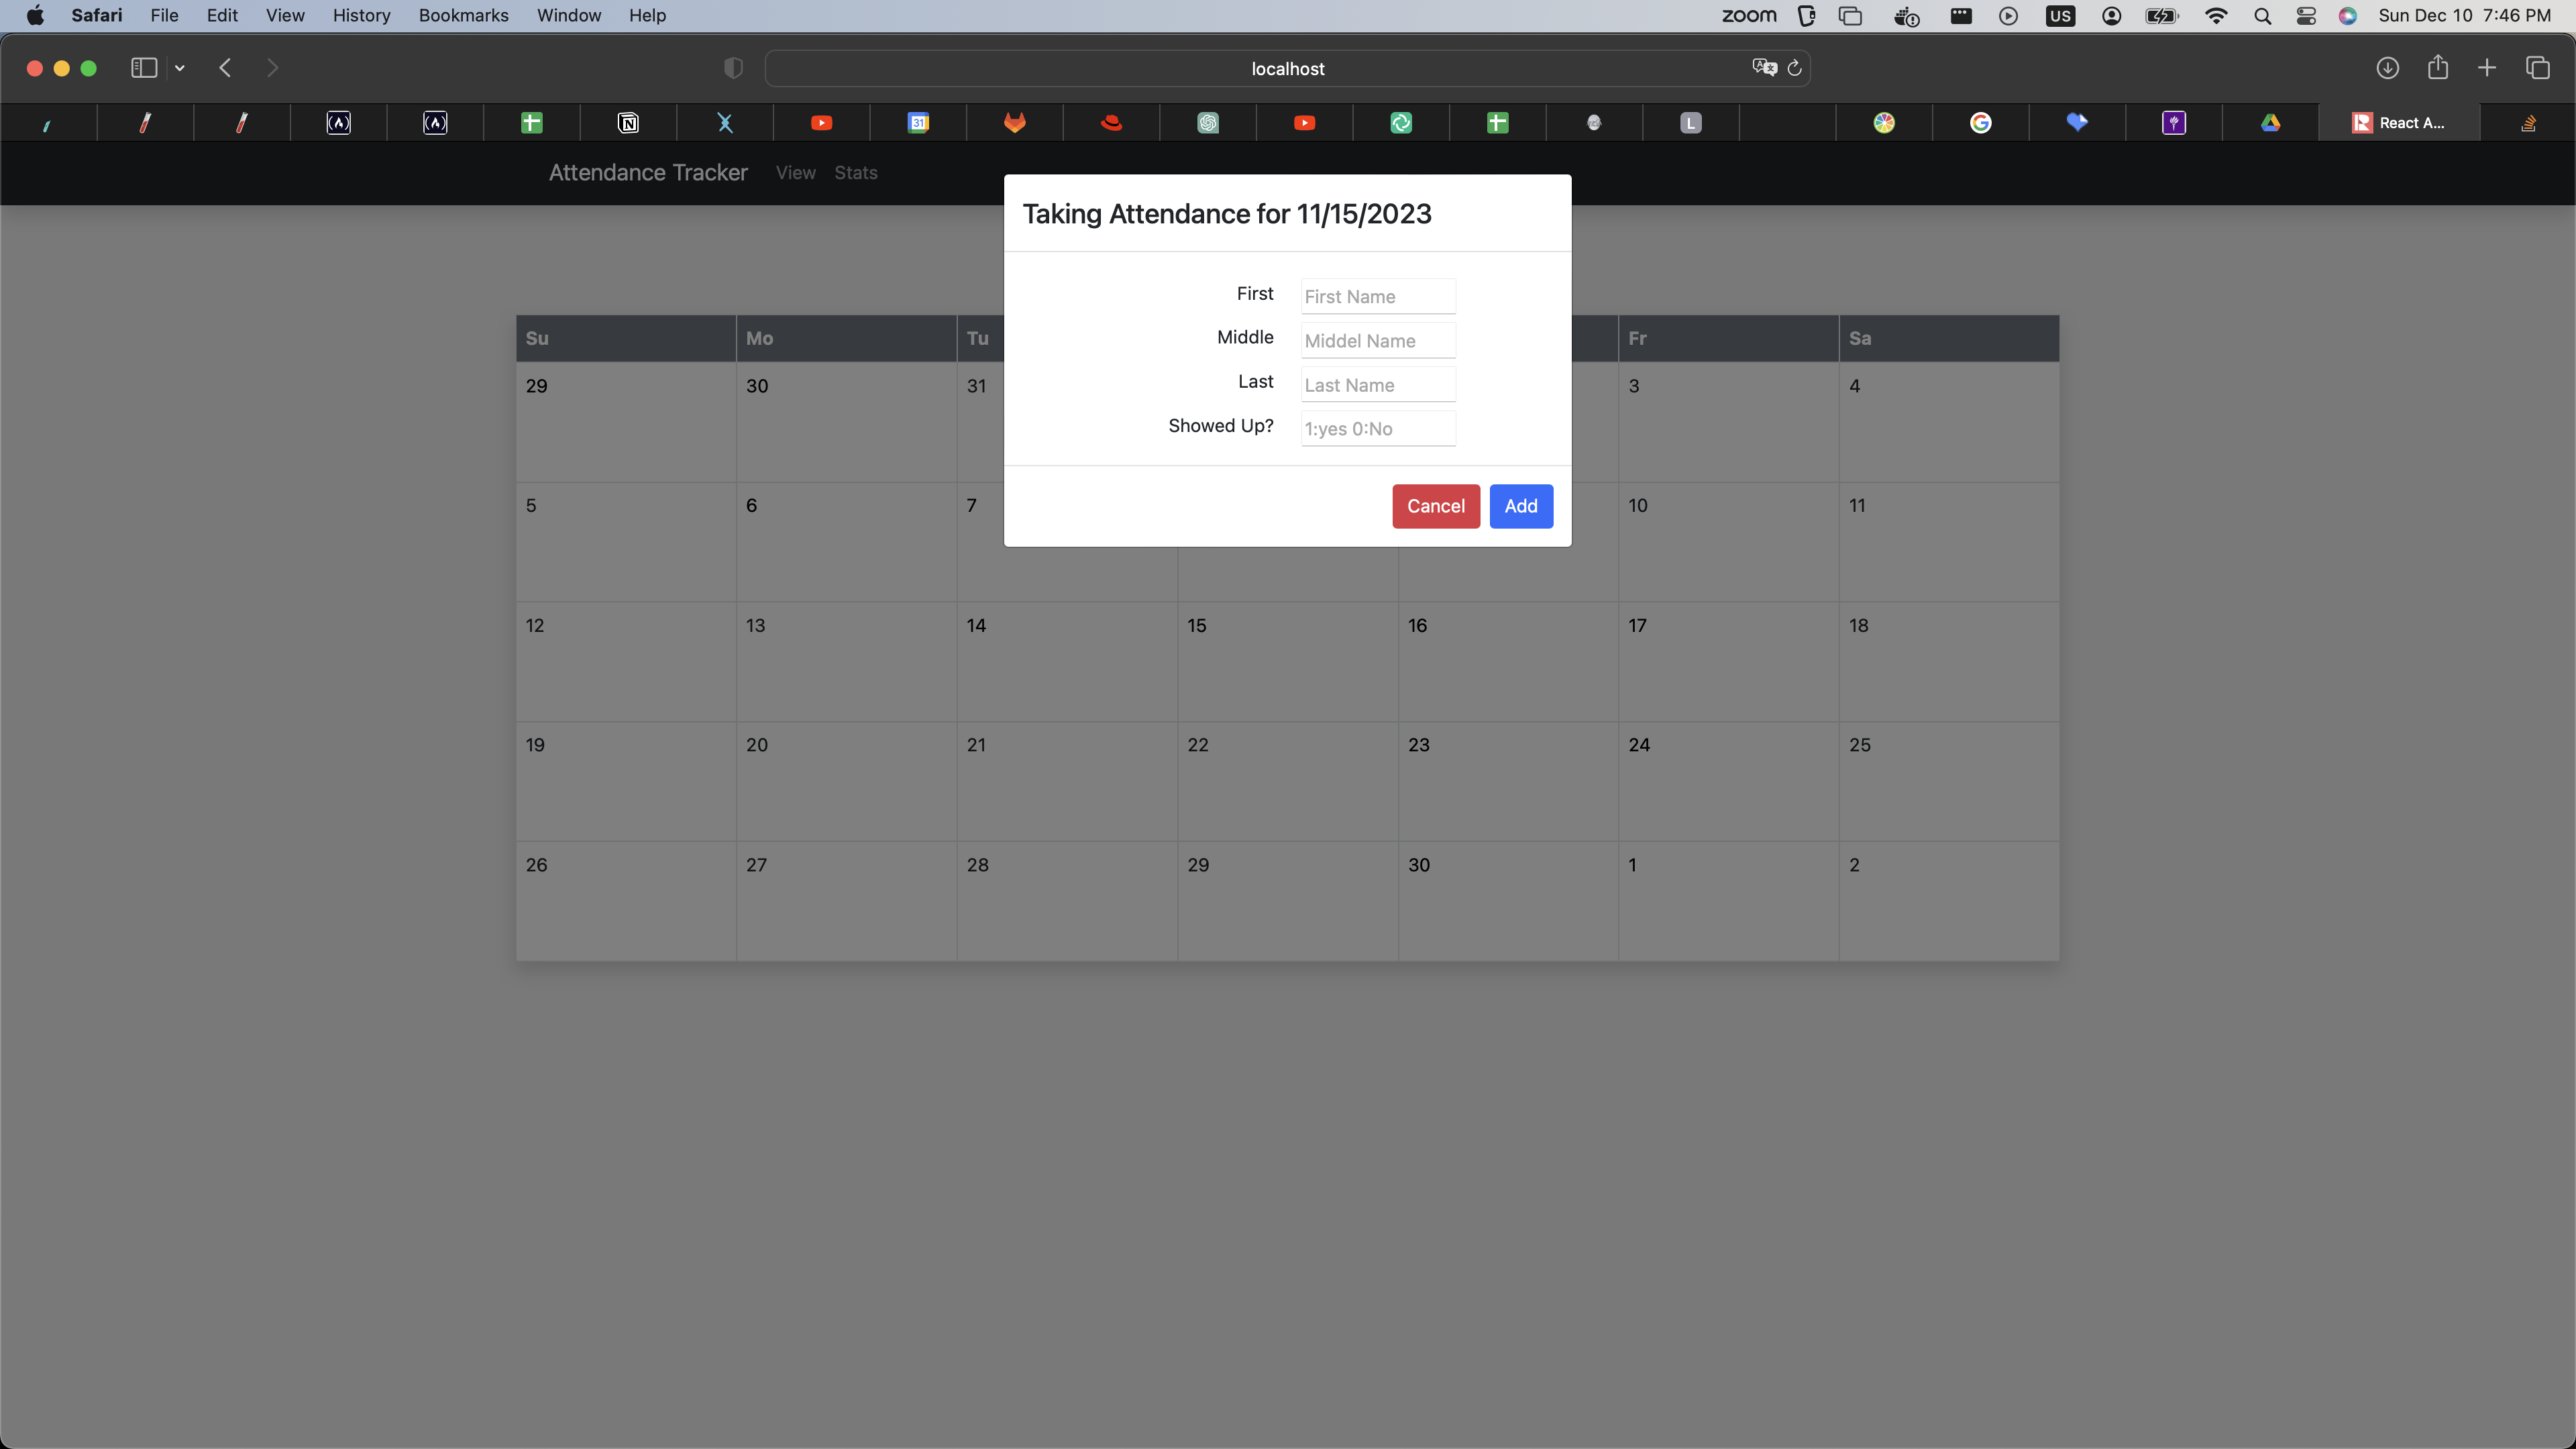 Safari File Edit View History Bookmarks Window Help zoom US Sun Dec 10 7:46 PM
localhost
31 L React A...
Attendance Tracker View Stats
Taking Attendance for 11/15/2023
First First Name
Middle Middel Name
Last Last Name
Showed Up? 1:yes 0:No
Cancel Add
Su Mo Tu Fr Sa
29 30 31 3 4
5 6 7 10 11
12 13 14 15 16 17 18
19 20 21 22 23 24 25
26 27 28 29 30 1 2